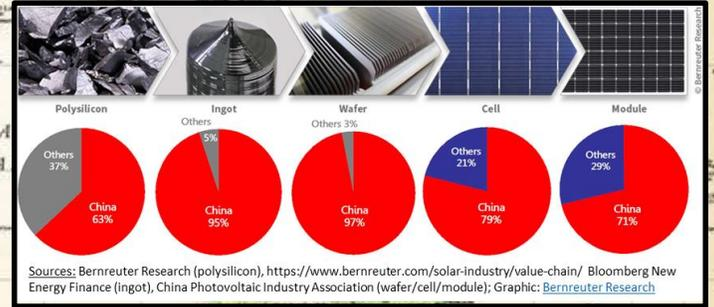 © Bernreuter Research
Polysilicon
Ingot
Wafer
Cell
Module
Others
37%
China
63%
Others
5%
China
95%
Others 3%
China
97%
Others
21%
China
79%
Others
29%
China
71%
Sources: Bernreuter Research (polysilicon), https://www.bernreuter.com/solar-industry/value-chain/ Bloomberg New
Energy Finance (ingot), China Photovoltaic Industry Association (wafer/cell/module); Graphic: Bernreuter Research